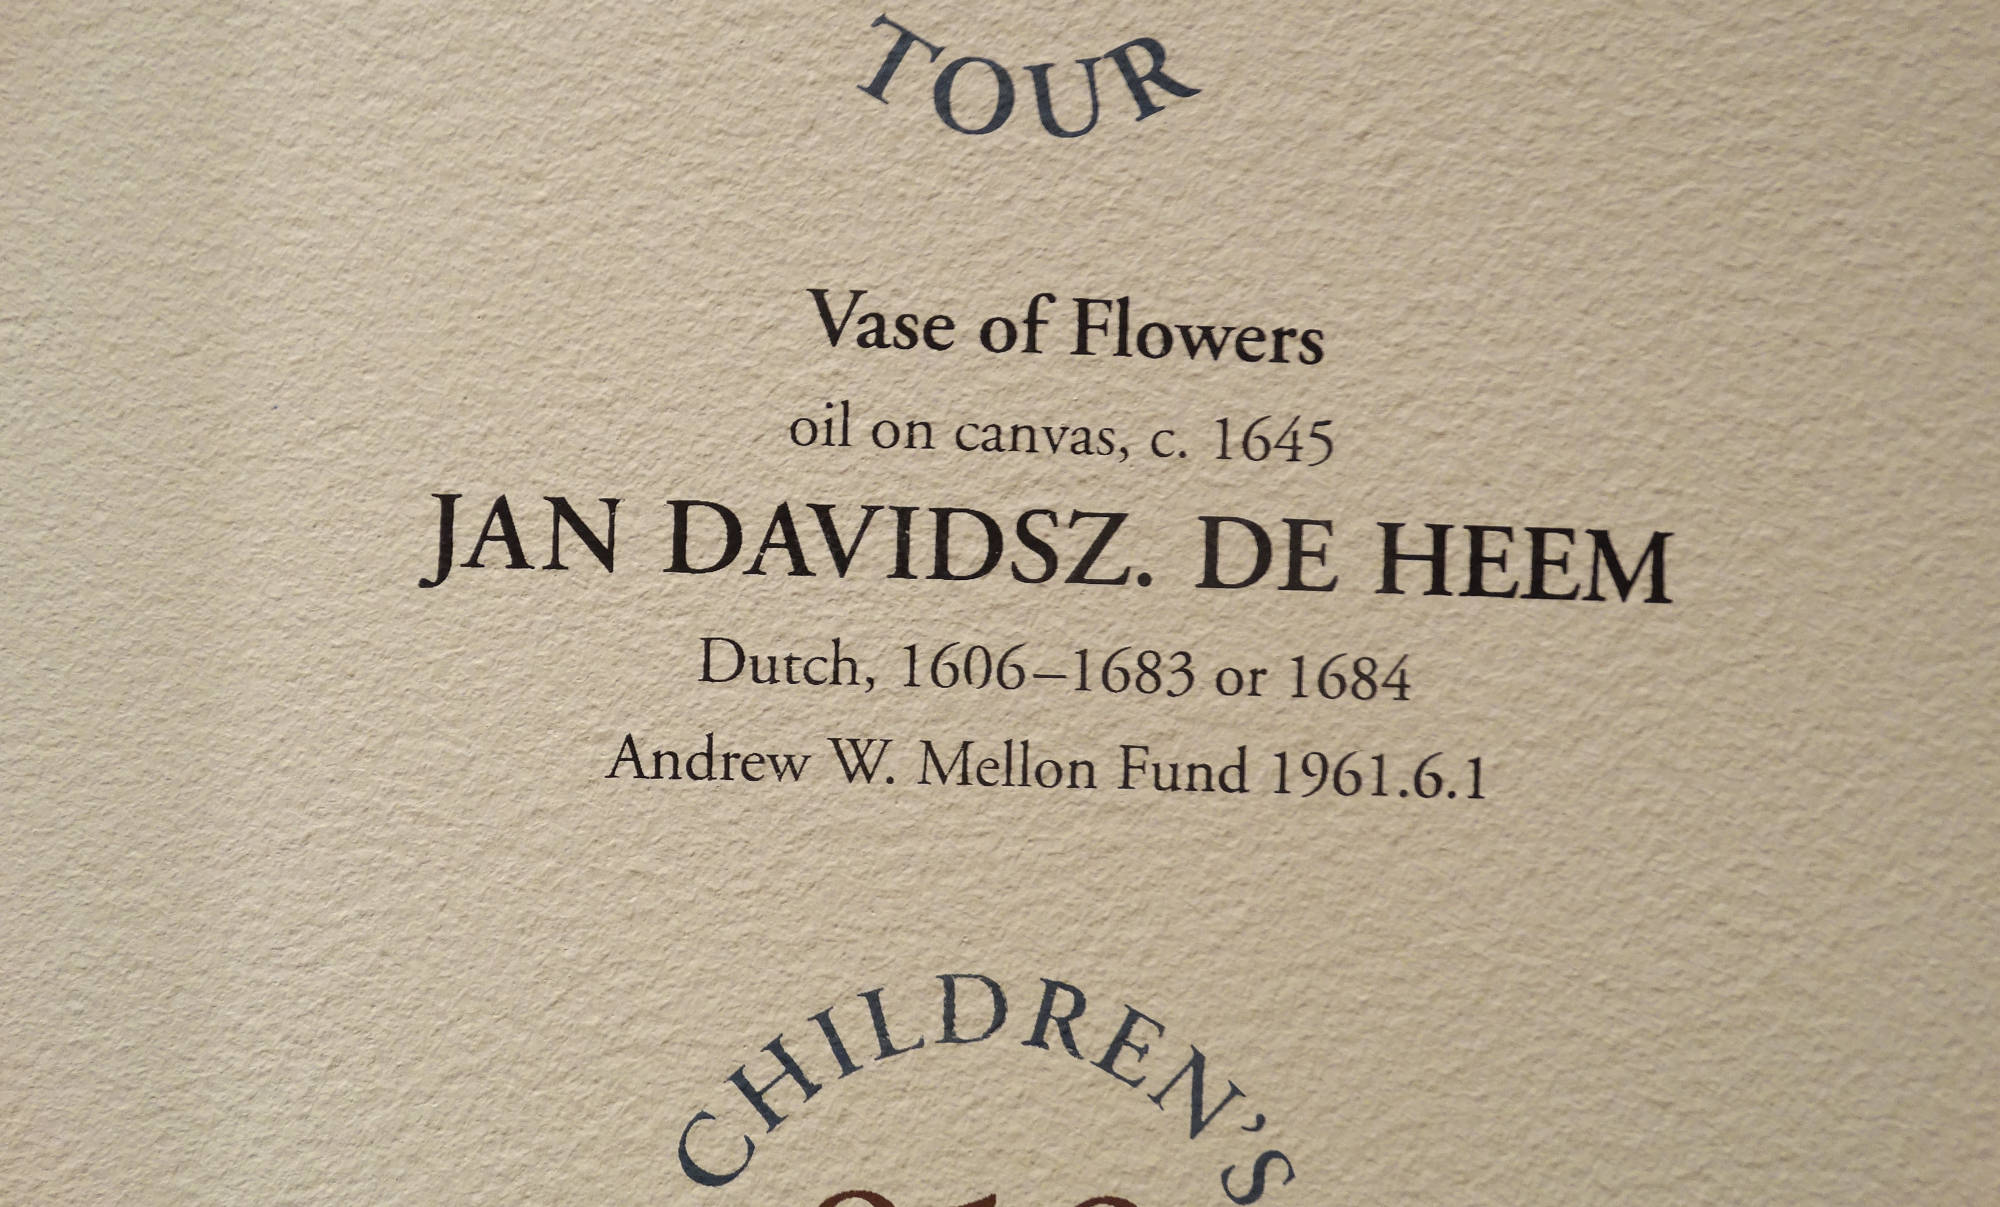 TOUR
Vase of Flowers
oil on canvas, c. 1645
JAN DAVIDSZ. DE HEEM
Dutch, 1606–1683 or 1684
Andrew W. Mellon Fund 1961.6.1
CHILDREN'S